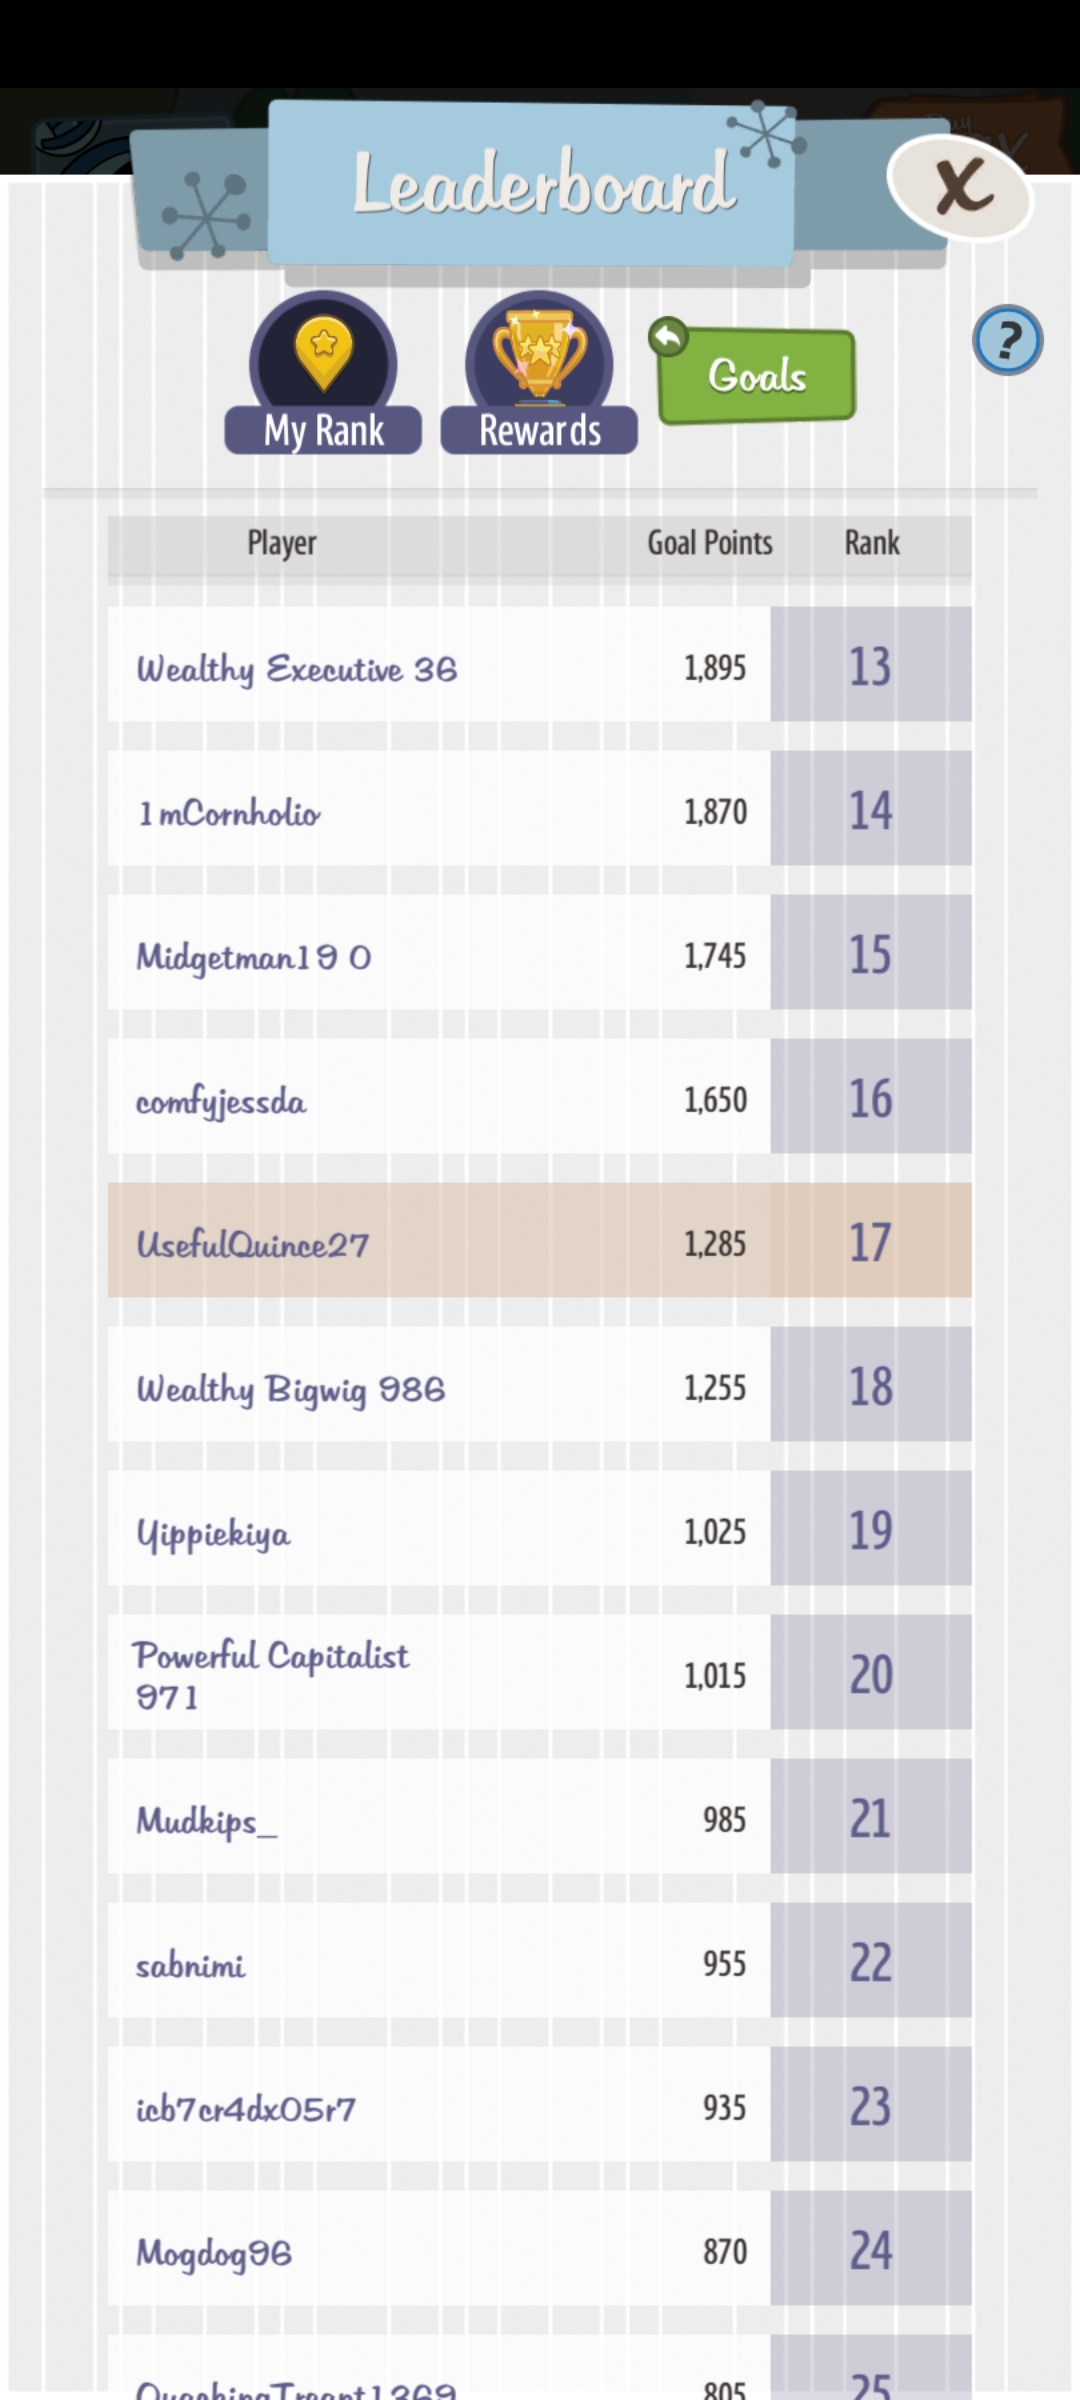 Leaderboard
X
My Rank
Rewards
Goals
?
Player Goal Points Rank
Wealthy Executive 36 1,895 13
1mCornholio 1,870 14
Midgetman19 0 1,745 15
comfyjessda 1,650 16
UsefulQuince27 1,285 17
Wealthy Bigwig 986 1,255 18
Yippiekiya 1,025 19
Powerful Capitalist
971 1,015 20
Mudkips_ 985 21
sabnimi 955 22
icb7cr4dx05r7 935 23
Mogdog96 870 24
805 25